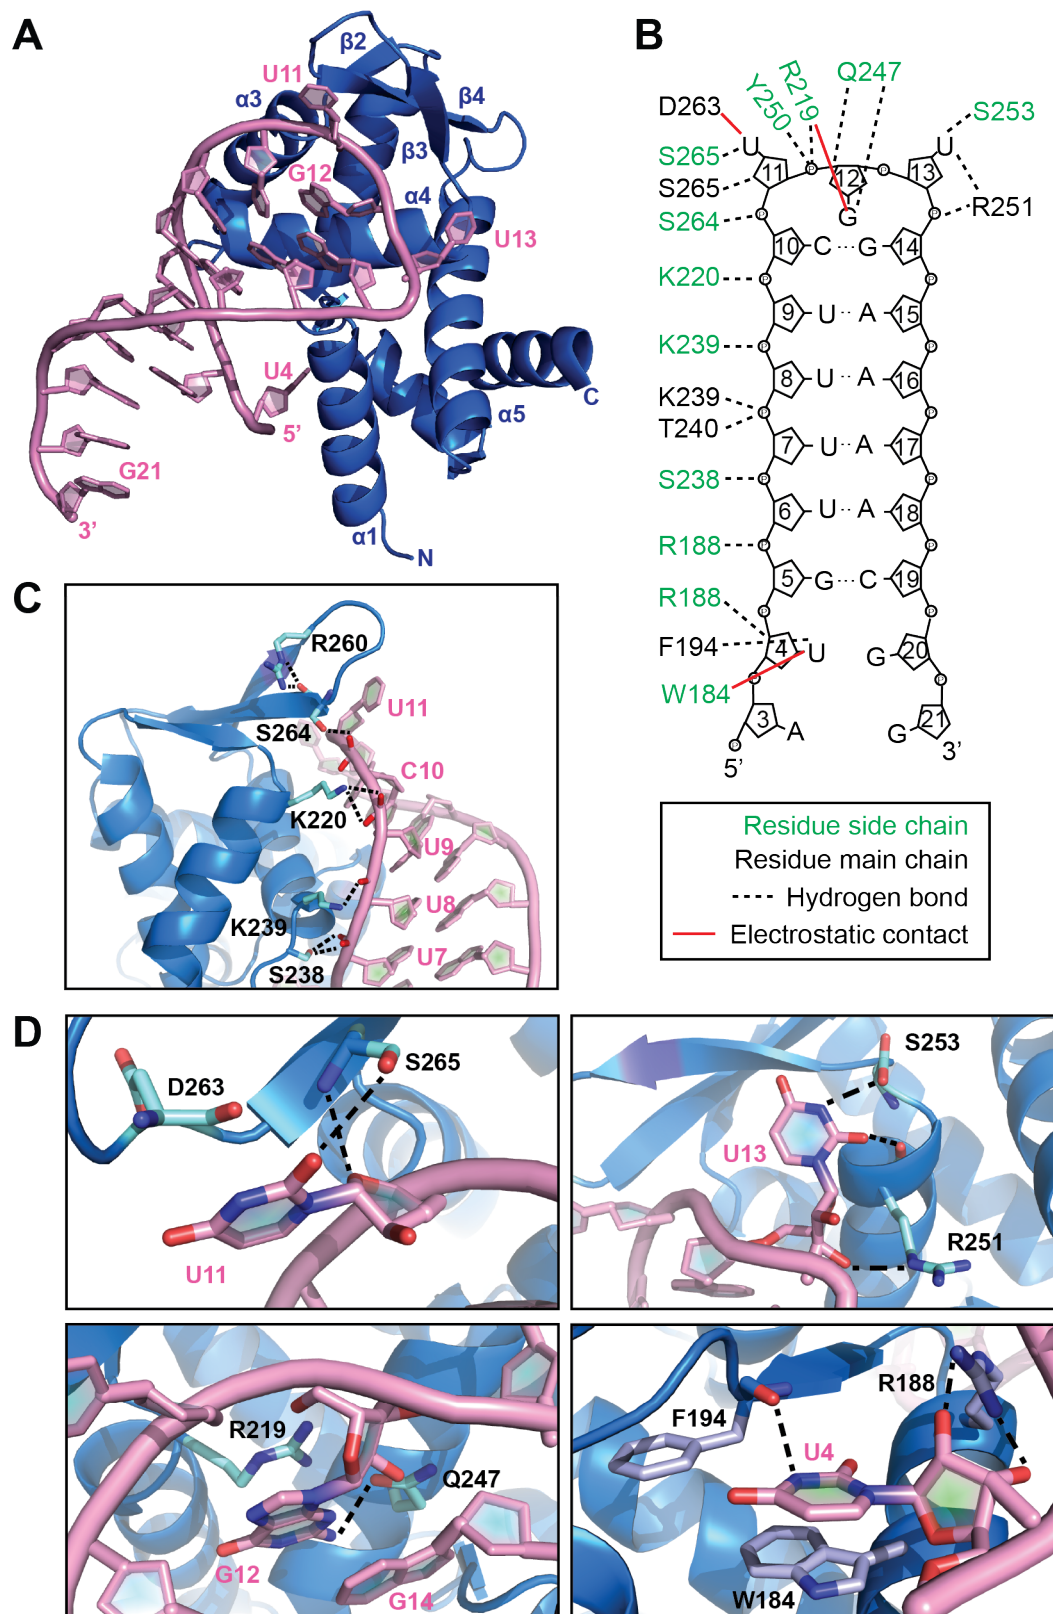 A
β2
U11
α3
β4
β3
G12
α4
U13
U4
C
α5
5’
G21
α1
3’
N
B
R219
Q247
Y250
D263
S253
U
U
S265
11
P
12
P
13
S265
R251
S264
P
G
P
10
C
G
14
K220
P
P
9
U
A
15
K239
P
P
8
U
A
16
K239
P
P
T240
7
U
A
17
S238
P
P
6
U
A
18
R188
P
P
5
G
C
19
R188
P
P
F194
4
U
G
20
W184
P
P
3
A
G
21
P
3’
5’
Residue side chain
Residue main chain
Hydrogen bond
Electrostatic contact
C
R260
U11
S264
C10
K220
U9
U8
K239
U7
S238
D
S265
D263
U11
S253
U13
R251
R219
Q247
G12
G14
R188
F194
U4
W184